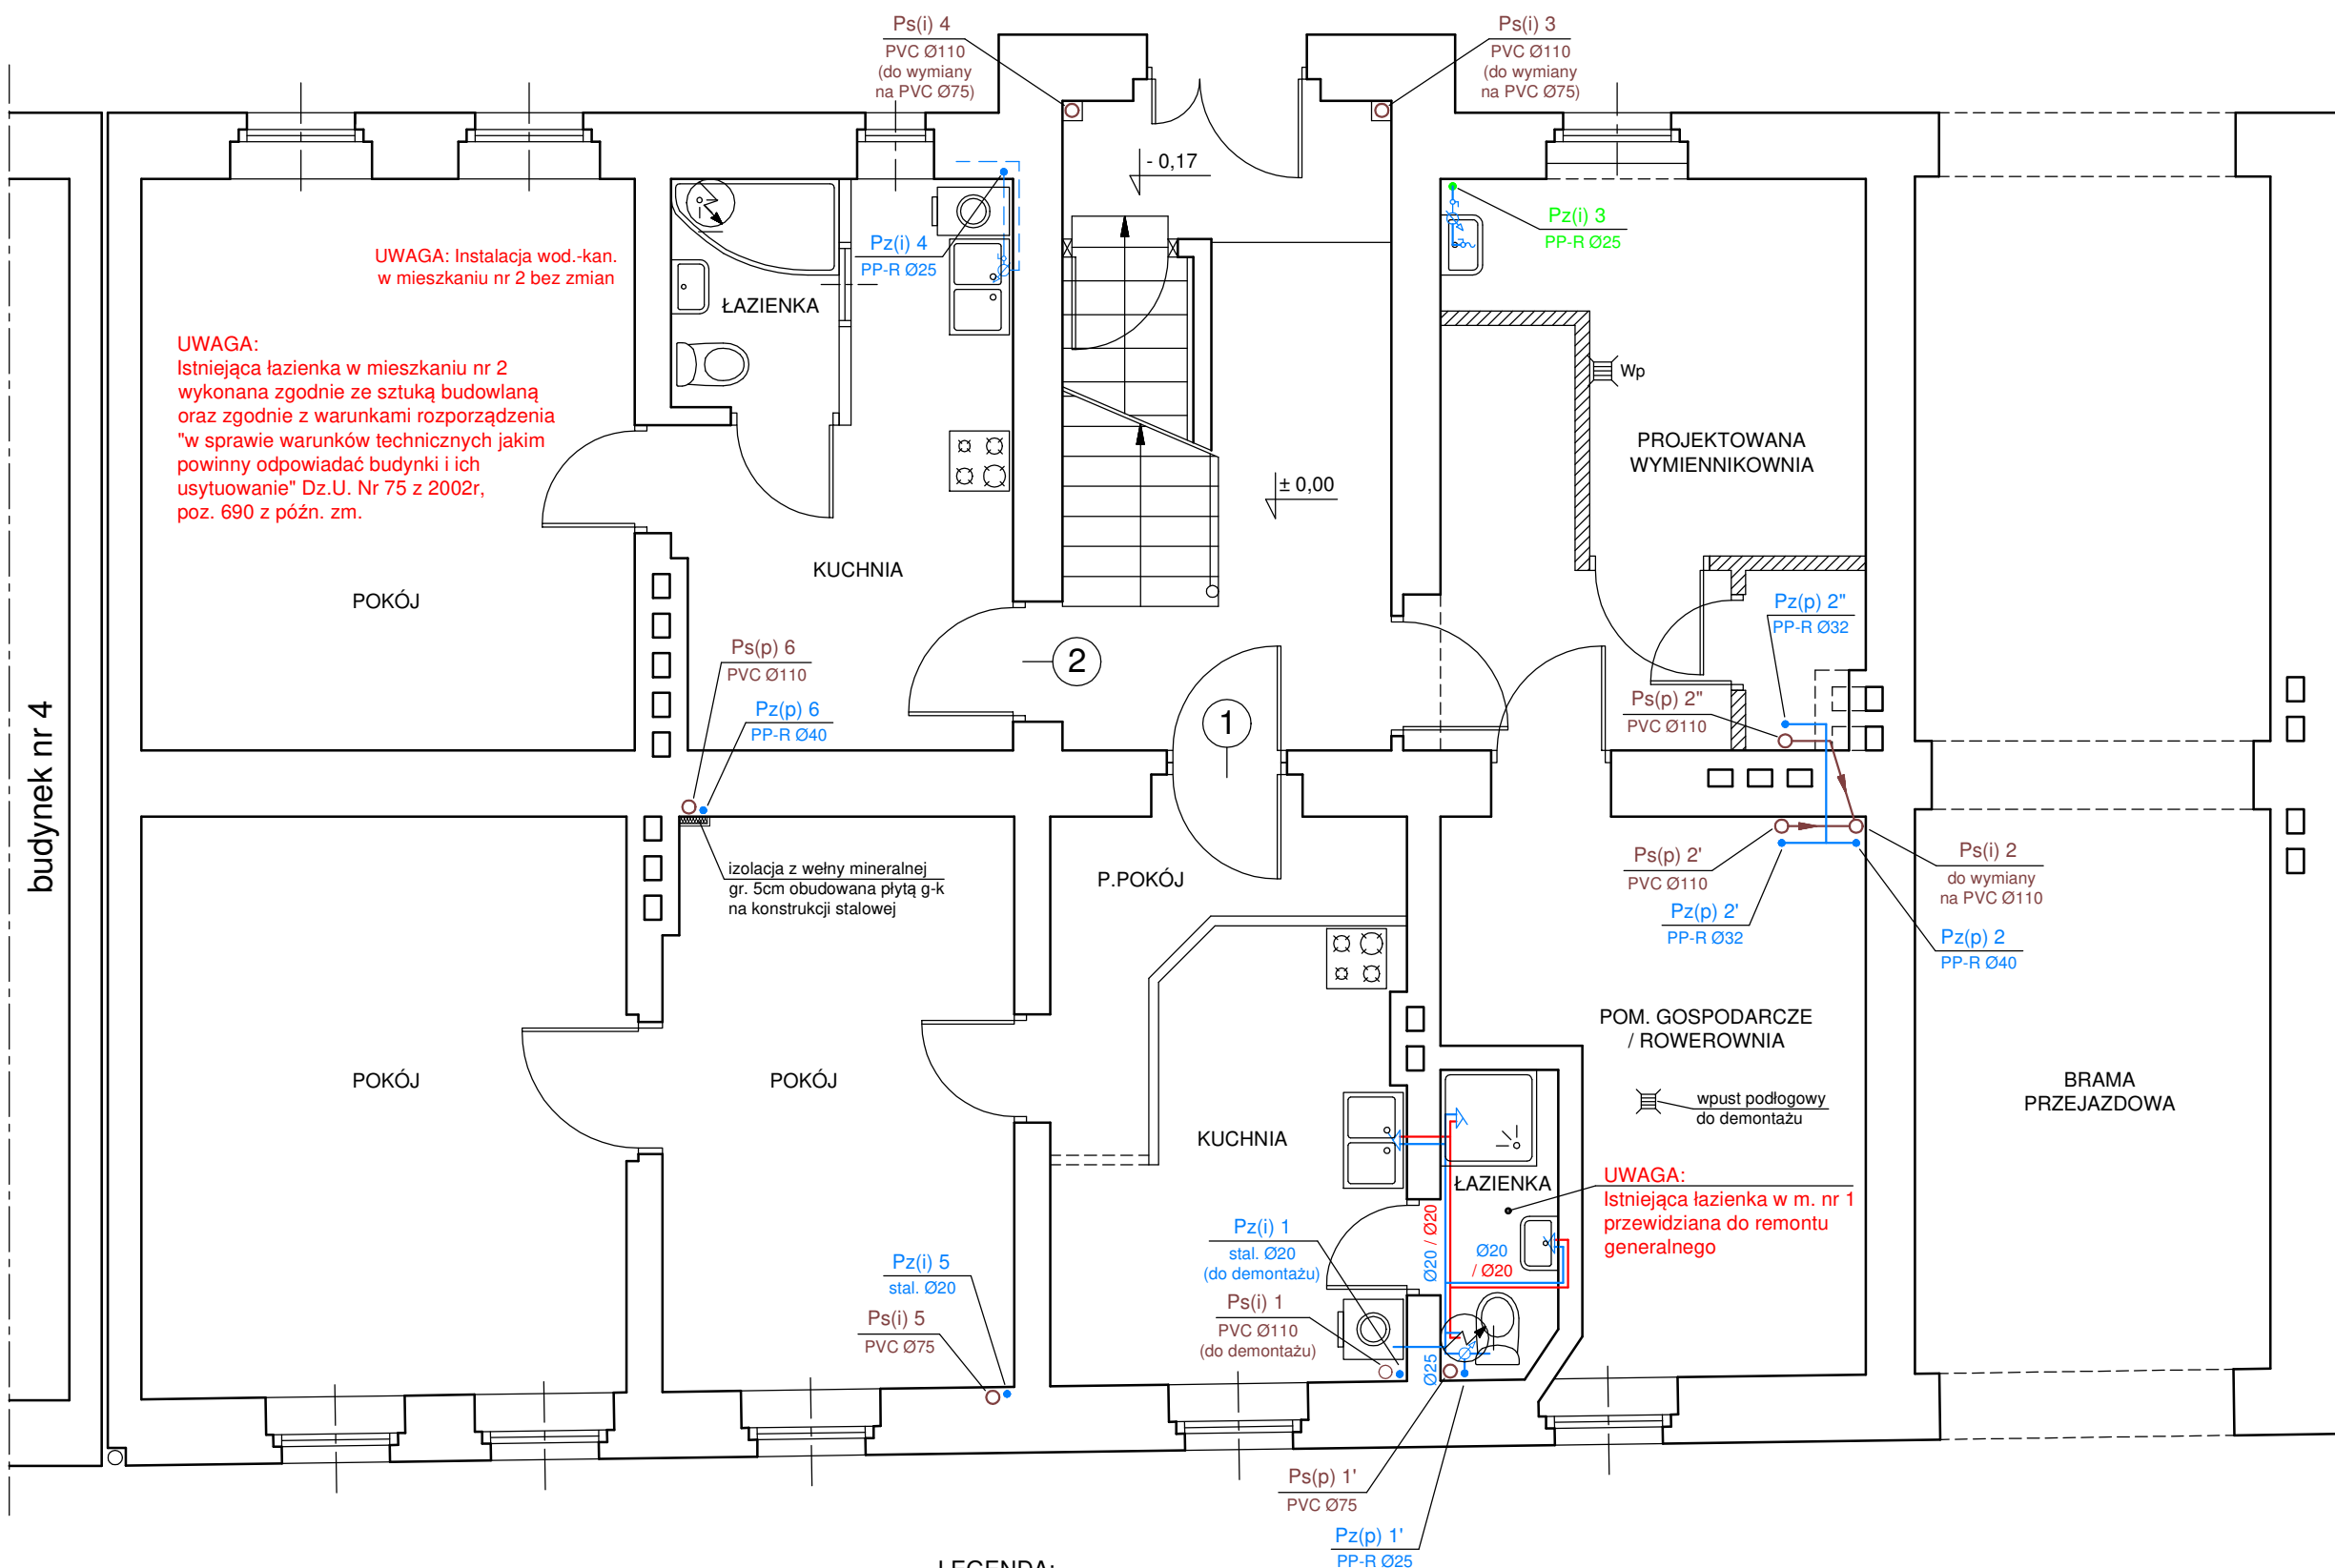 Ps(i) 4
PVC Ø110
(do wymiany
na PVC Ø75)
Ps(i) 3
PVC Ø110
(do wymiany
na PVC Ø75)
- 0,17
UWAGA: Instalacja wod.-kan.
w mieszkaniu nr 2 bez zmian
Pz(i) 4
PP-R Ø25
Pz(i) 3
PP-R Ø25
ŁAZIENKA
UWAGA:
Istniejąca łazienka w mieszkaniu nr 2
wykonana zgodnie ze sztuką budowlaną
oraz zgodnie z warunkami rozporządzenia
"w sprawie warunków technicznych jakim
powinny odpowiadać budynki i ich
usytuowanie" Dz.U. Nr 75 z 2002r,
poz. 690 z późn. zm.
Wp
PROJEKTOWANA
WYMIENNIKOWNIA
± 0,00
KUCHNIA
POKÓJ
Pz(p) 2"
PP-R Ø32
Ps(p) 6
PVC Ø110
2
Ps(p) 2"
PVC Ø110
Pz(p) 6
PP-R Ø40
1
budynek nr 4
izolacja z wełny mineralnej
gr. 5cm obudowana płytą g-k
na konstrukcji stalowej
P.POKÓJ
Ps(p) 2'
PVC Ø110
Ps(i) 2
do wymiany
na PVC Ø110
Pz(p) 2'
PP-R Ø32
Pz(p) 2
PP-R Ø40
POM. GOSPODARCZE
/ ROWEROWNIA
POKÓJ
POKÓJ
BRAMA
PRZEJAZDOWA
wpust podłogowy
do demontażu
KUCHNIA
ŁAZIENKA
UWAGA:
Istniejąca łazienka w m. nr 1
przewidziana do remontu
generalnego
Pz(i) 1
stal. Ø20
(do demontażu)
Ø20 / Ø20
Ø20
/ Ø20
Pz(i) 5
stal. Ø20
Ps(i) 1
PVC Ø110
(do demontażu)
Ps(i) 5
PVC Ø75
Ø25
Ps(p) 1'
PVC Ø75
Pz(p) 1'
PP-R Ø25
LEGENDA: